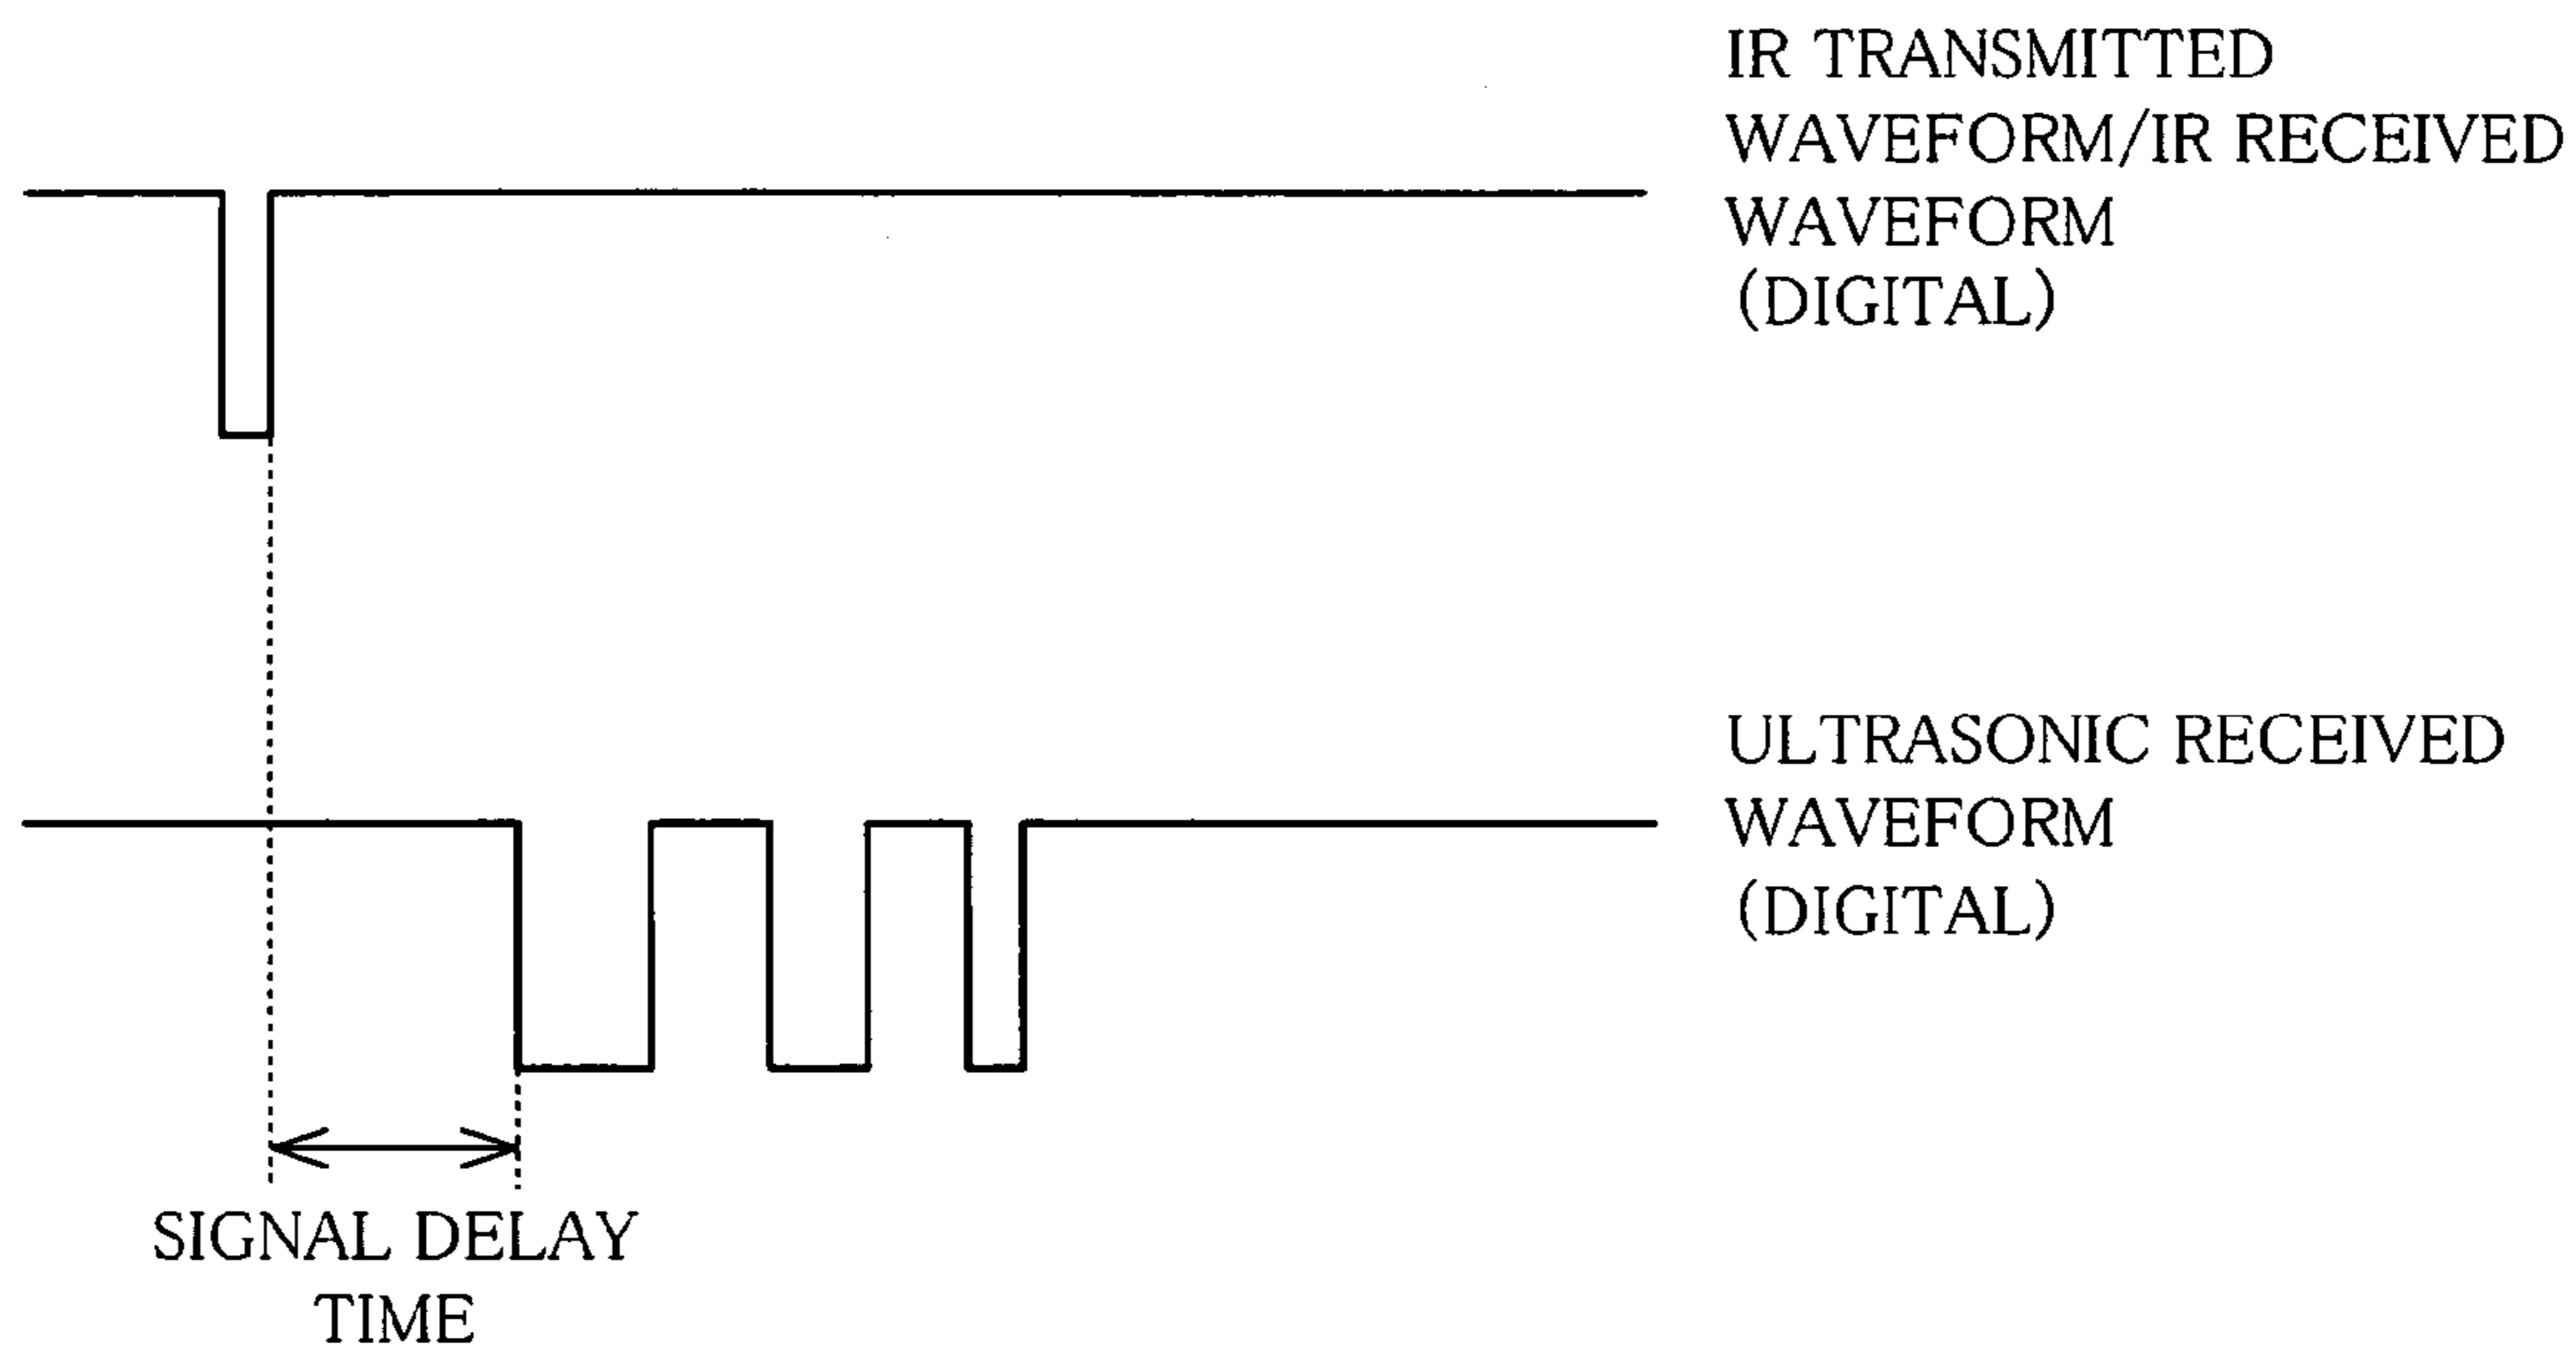 IR TRANSMITTED
WAVEFORM/IR RECEIVED
WAVEFORM
(DIGITAL)
ULTRASONIC RECEIVED
WAVEFORM
(DIGITAL)
SIGNAL DELAY
TIME